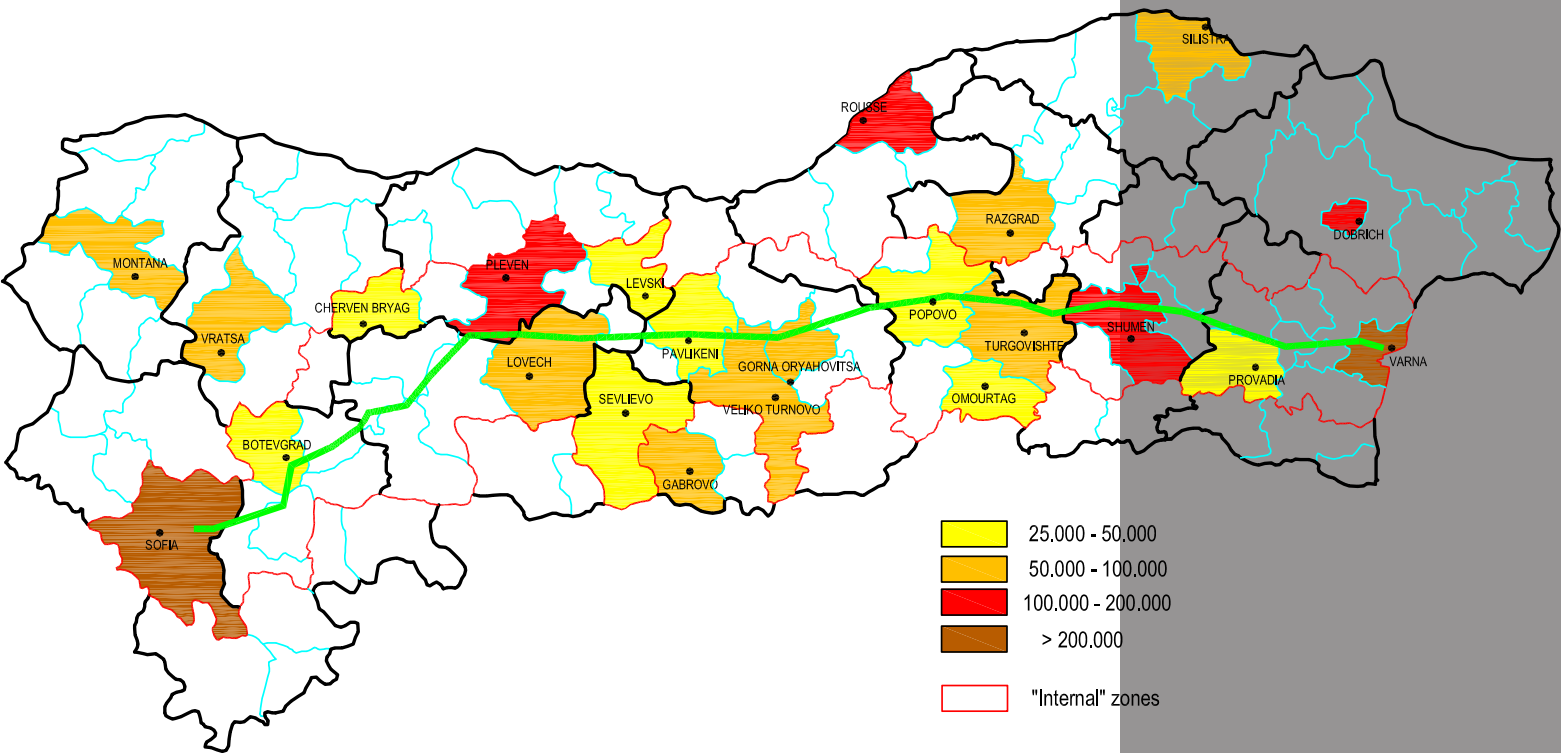 SILISTRA
ROUSSE
RAZGRAD
DOBRICH
MONTANA
PLEVEN
LEVSKI
CHERVEN BRYAG
POPOVO
SHUMEN
VRATSA
TURGOVISHTE
PAVLIKENI
LOVECH
GORNA ORYAHOVITSA
VARNA
PROVADIA
SEVLIEVO
OMOURTAG
VELIKO TURNOVO
BOTEVGRAD
GABROVO
SOFIA
25.000 - 50.000
50.000 - 100.000
100.000 - 200.000
> 200.000
"Internal" zones